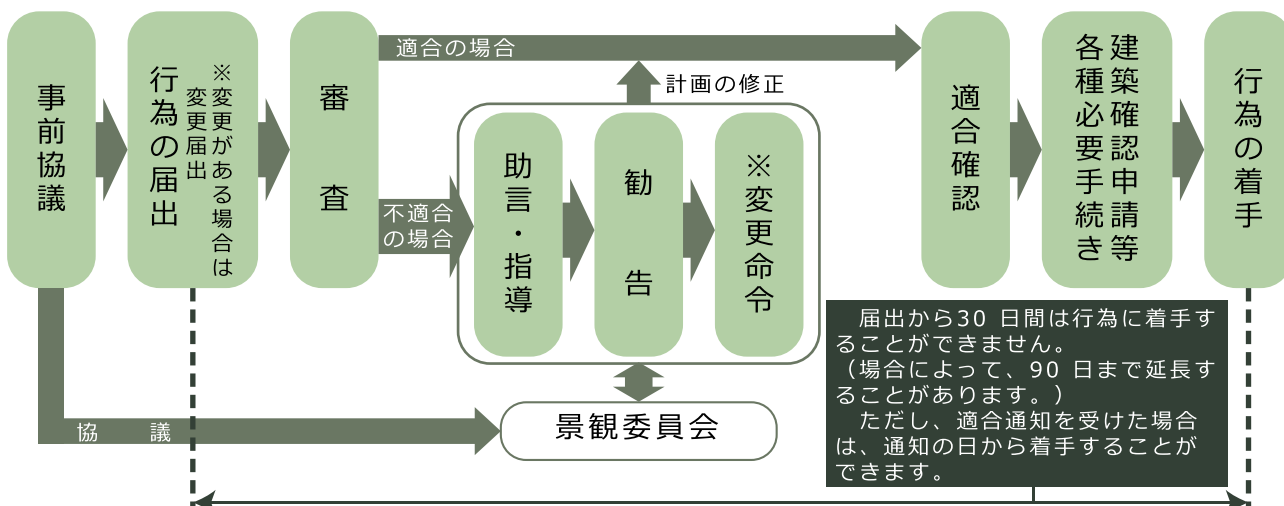 事前協議
行為の届出
※変更がある場合は
変更届出
審査
適合の場合
不適合
の場合
計画の修正
助言・指導
勧告
※変更命令
景観委員会
協議
適合確認
建築確認申請等
各種必要手続き
行為の着手
届出から30 日間は行為に着手す
ることができません。
（場合によって、90 日まで延長す
ることがあります。）
ただし、適合通知を受けた場合
は、通知の日から着手することが
できます。